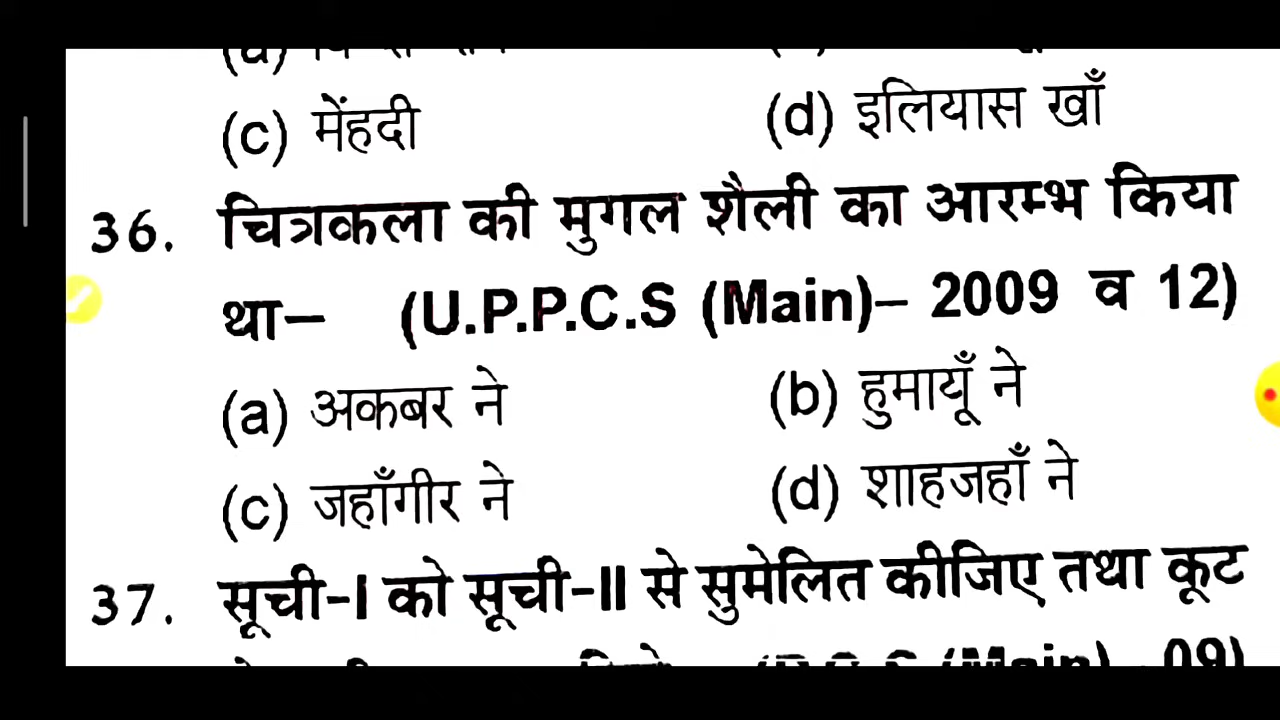 (c) मेंहदी (d) इलियास खाँ
36. चित्रकला की मुगल शैली का आरम्भ किया
था– (U.P.P.C.S (Main)– 2009 व 12)
(a) अकबर ने (b) हुमायूँ ने
(c) जहाँगीर ने (d) शाहजहाँ ने
37. सूची-I को सूची-II से सुमेलित कीजिए तथा कूट